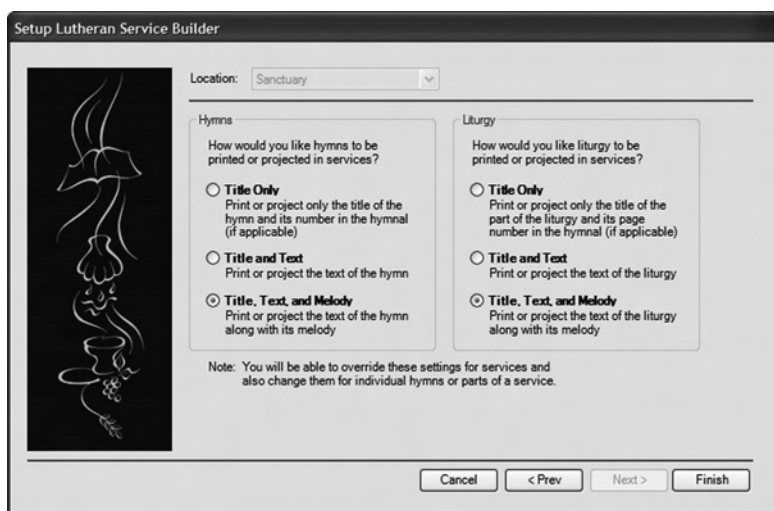 Setup Lutheran Service Builder
Location: Sanctuary
Hymns
How would you like hymns to be
printed or projected in services?
Title Only
Print or project only the title of the
hymn and its number in the hymnal
(if applicable)
Title and Text
Print or project the text of the hymn
Title, Text, and Melody
Print or project the text of the hymn
along with its melody
Liturgy
How would you like liturgy to be
printed or projected in services?
Title Only
Print or project only the title of the
part of the liturgy and its page
number in the hymnal (if applicable)
Title and Text
Print or project the text of the liturgy
Title, Text, and Melody
Print or project the text of the liturgy
along with its melody
Note: You will be able to override these settings for services and
also change them for individual hymns or parts of a service.
Cancel < Prev Next > Finish